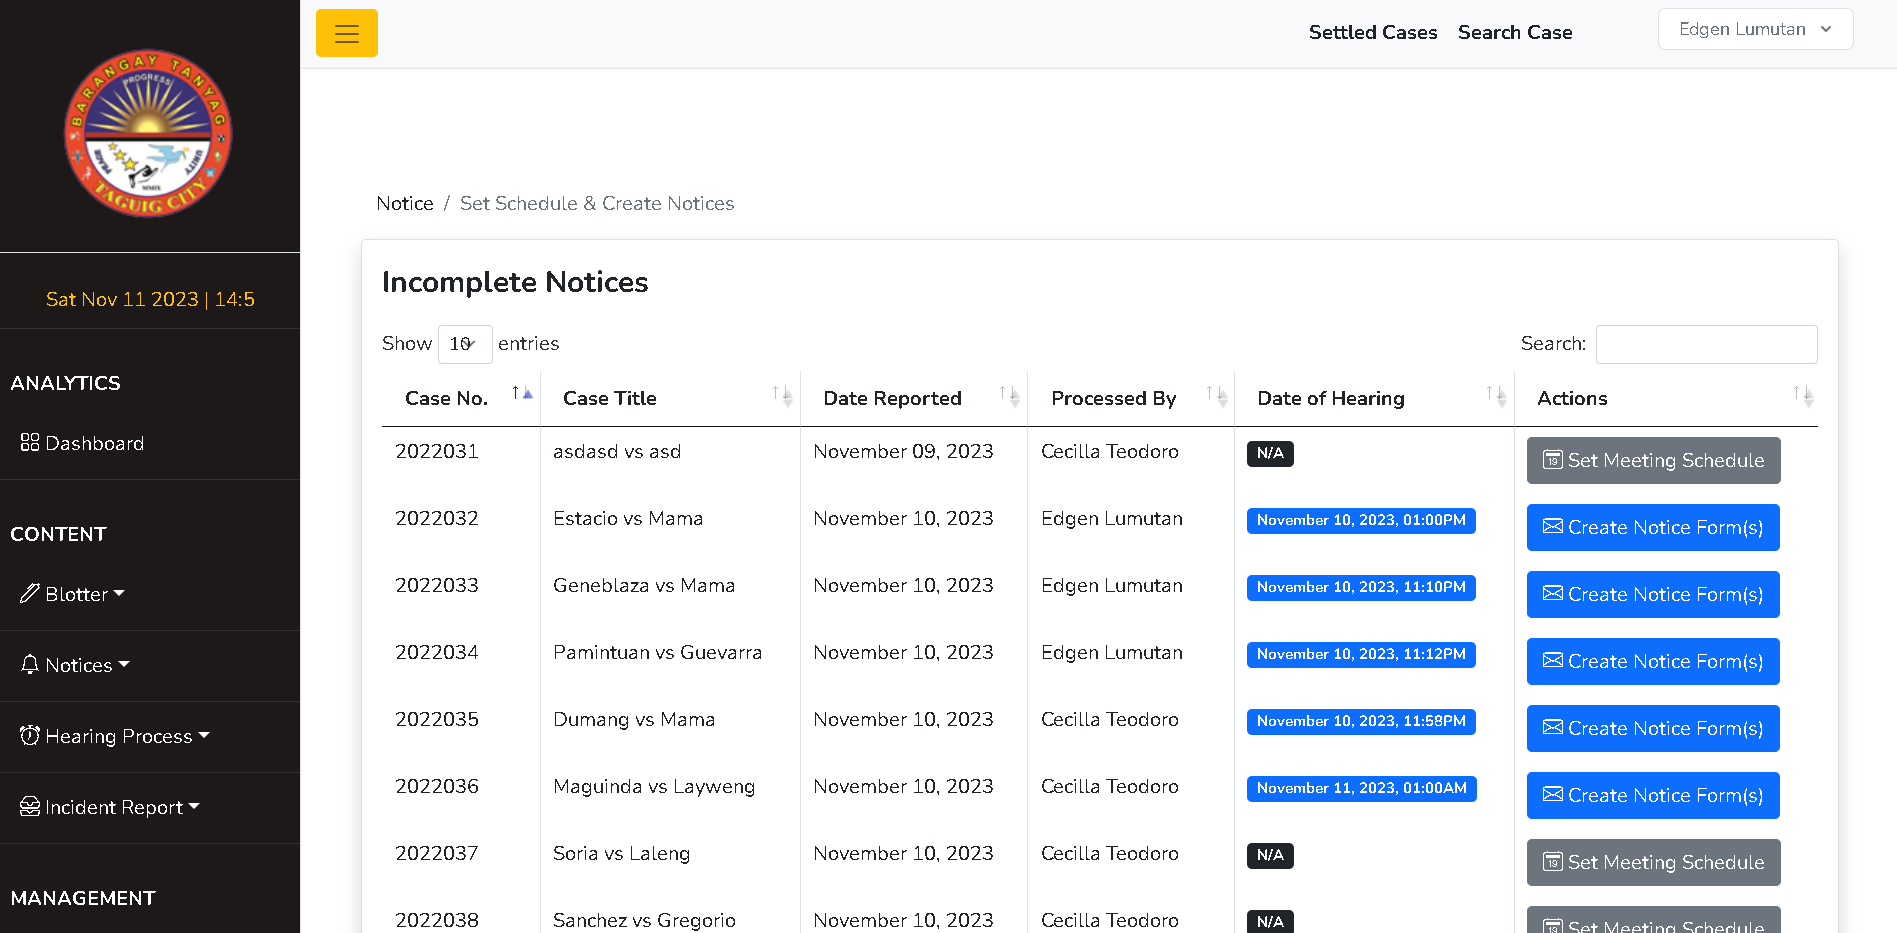 BARANGAY TANYAG
PROGRESS
PEACE
UNITY
MMIX
TAGUIG CITY
Sat Nov 11 2023 | 14:5
ANALYTICS
Dashboard
CONTENT
Blotter
Notices
Hearing Process
Incident Report
MANAGEMENT
Settled Cases Search Case Edgen Lumutan
Notice / Set Schedule & Create Notices
Incomplete Notices
Show 10 entries Search:
Case No. Case Title Date Reported Processed By Date of Hearing Actions
2022031 asdasd vs asd November 09, 2023 Cecilla Teodoro N/A 19 Set Meeting Schedule
2022032 Estacio vs Mama November 10, 2023 Edgen Lumutan November 10, 2023, 01:00PM Create Notice Form(s)
2022033 Geneblaza vs Mama November 10, 2023 Edgen Lumutan November 10, 2023, 11:10PM Create Notice Form(s)
2022034 Pamintuan vs Guevarra November 10, 2023 Edgen Lumutan November 10, 2023, 11:12PM Create Notice Form(s)
2022035 Dumang vs Mama November 10, 2023 Cecilla Teodoro November 10, 2023, 11:58PM Create Notice Form(s)
2022036 Maguinda vs Layweng November 10, 2023 Cecilla Teodoro November 11, 2023, 01:00AM Create Notice Form(s)
2022037 Soria vs Laleng November 10, 2023 Cecilla Teodoro N/A 19 Set Meeting Schedule
2022038 Sanchez vs Gregorio November 10, 2023 Cecilla Teodoro N/A Set Meeting Schedule